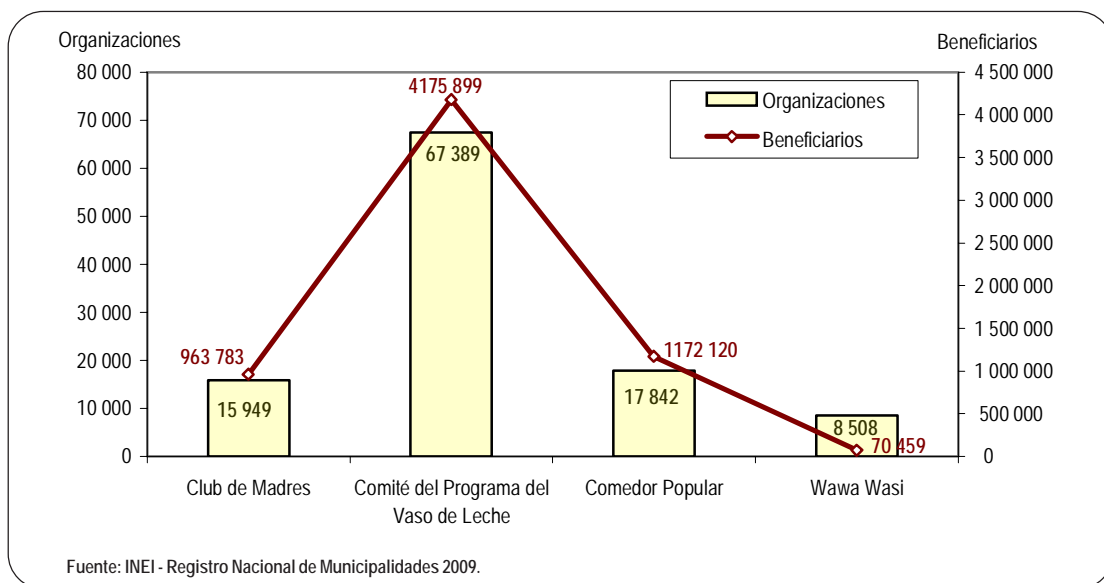 Organizaciones
Beneficiarios
80 000
70 000
60 000
50 000
40 000
30 000
20 000
10 000
0
4 500 000
4 000 000
3 500 000
3 000 000
2 500 000
2 000 000
1 500 000
1 000 000
500 000
0
Organizaciones
Beneficiarios
963 783
4175 899
1172 120
70 459
15 949
67 389
17 842
8 508
Club de Madres
Comité del Programa del
Vaso de Leche
Comedor Popular
Wawa Wasi
Fuente: INEI - Registro Nacional de Municipalidades 2009.